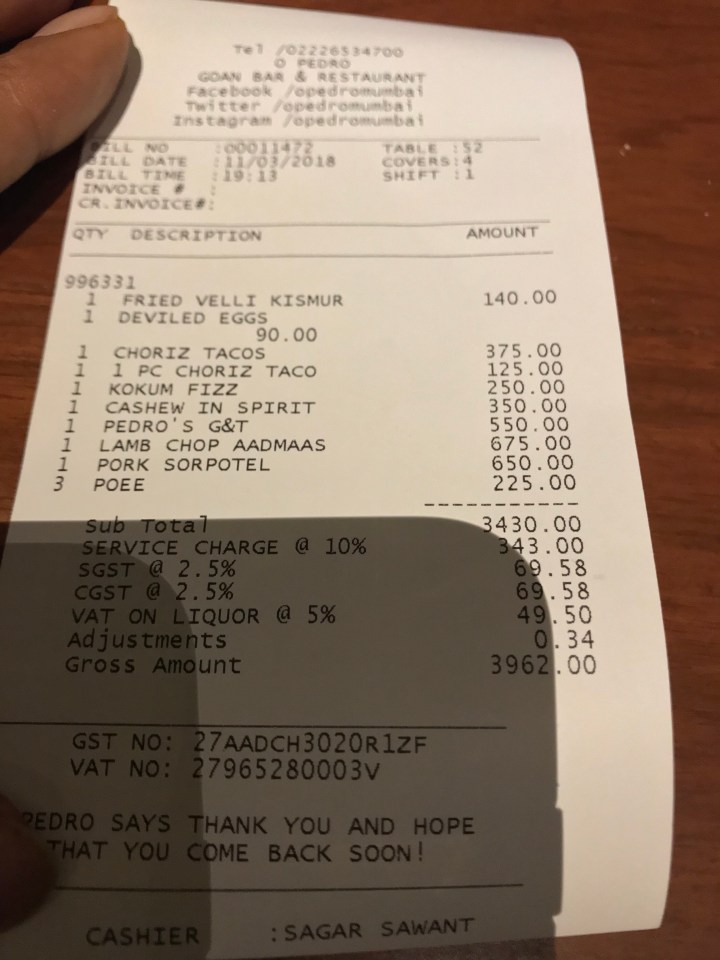 Tel /02226534700
O PEDRO
GOAN BAR & RESTAURANT
Facebook /opedromumbai
Twitter /opedromumbai
Instagram /opedromumbai
BILL NO :00011472 TABLE :52
BILL DATE :11/03/2018 COVERS:4
BILL TIME :19:13 SHIFT :1
INVOICE # :
CR.INVOICE#:
QTY DESCRIPTION AMOUNT
996331
1 FRIED VELLI KISMUR 140.00
1 DEVILED EGGS
90.00
1 CHORIZ TACOS 375.00
1 1 PC CHORIZ TACO 125.00
1 KOKUM FIZZ 250.00
1 CASHEW IN SPIRIT 350.00
1 PEDRO'S G&T 550.00
1 LAMB CHOP AADMAAS 675.00
1 PORK SORPOTEL 650.00
3 POEE 225.00
-----------
Sub Total 3430.00
SERVICE CHARGE @ 10% 343.00
SGST @ 2.5% 69.58
CGST @ 2.5% 69.58
VAT ON LIQUOR @ 5% 49.50
Adjustments 0.34
Gross Amount 3962.00
GST NO: 27AADCH3020R1ZF
VAT NO: 27965280003V
PEDRO SAYS THANK YOU AND HOPE
THAT YOU COME BACK SOON!
CASHIER :SAGAR SAWANT